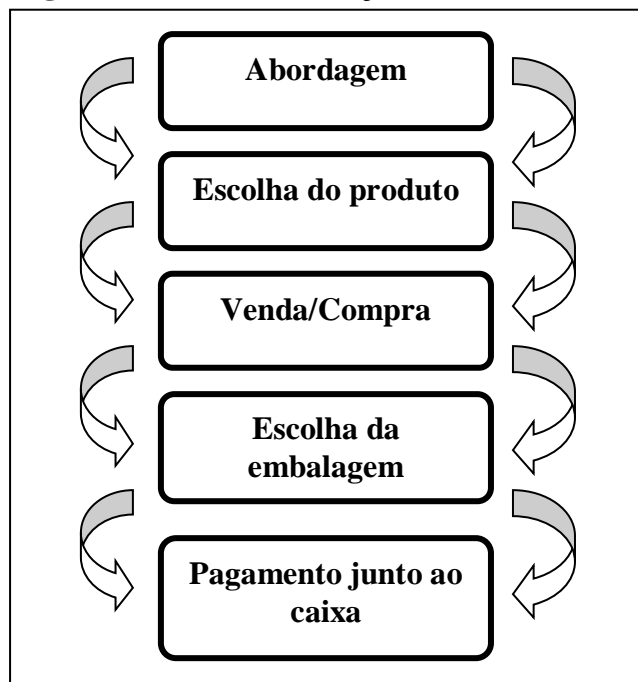 Abordagem
Escolha do produto
Venda/Compra
Escolha da
embalagem
Pagamento junto ao
caixa